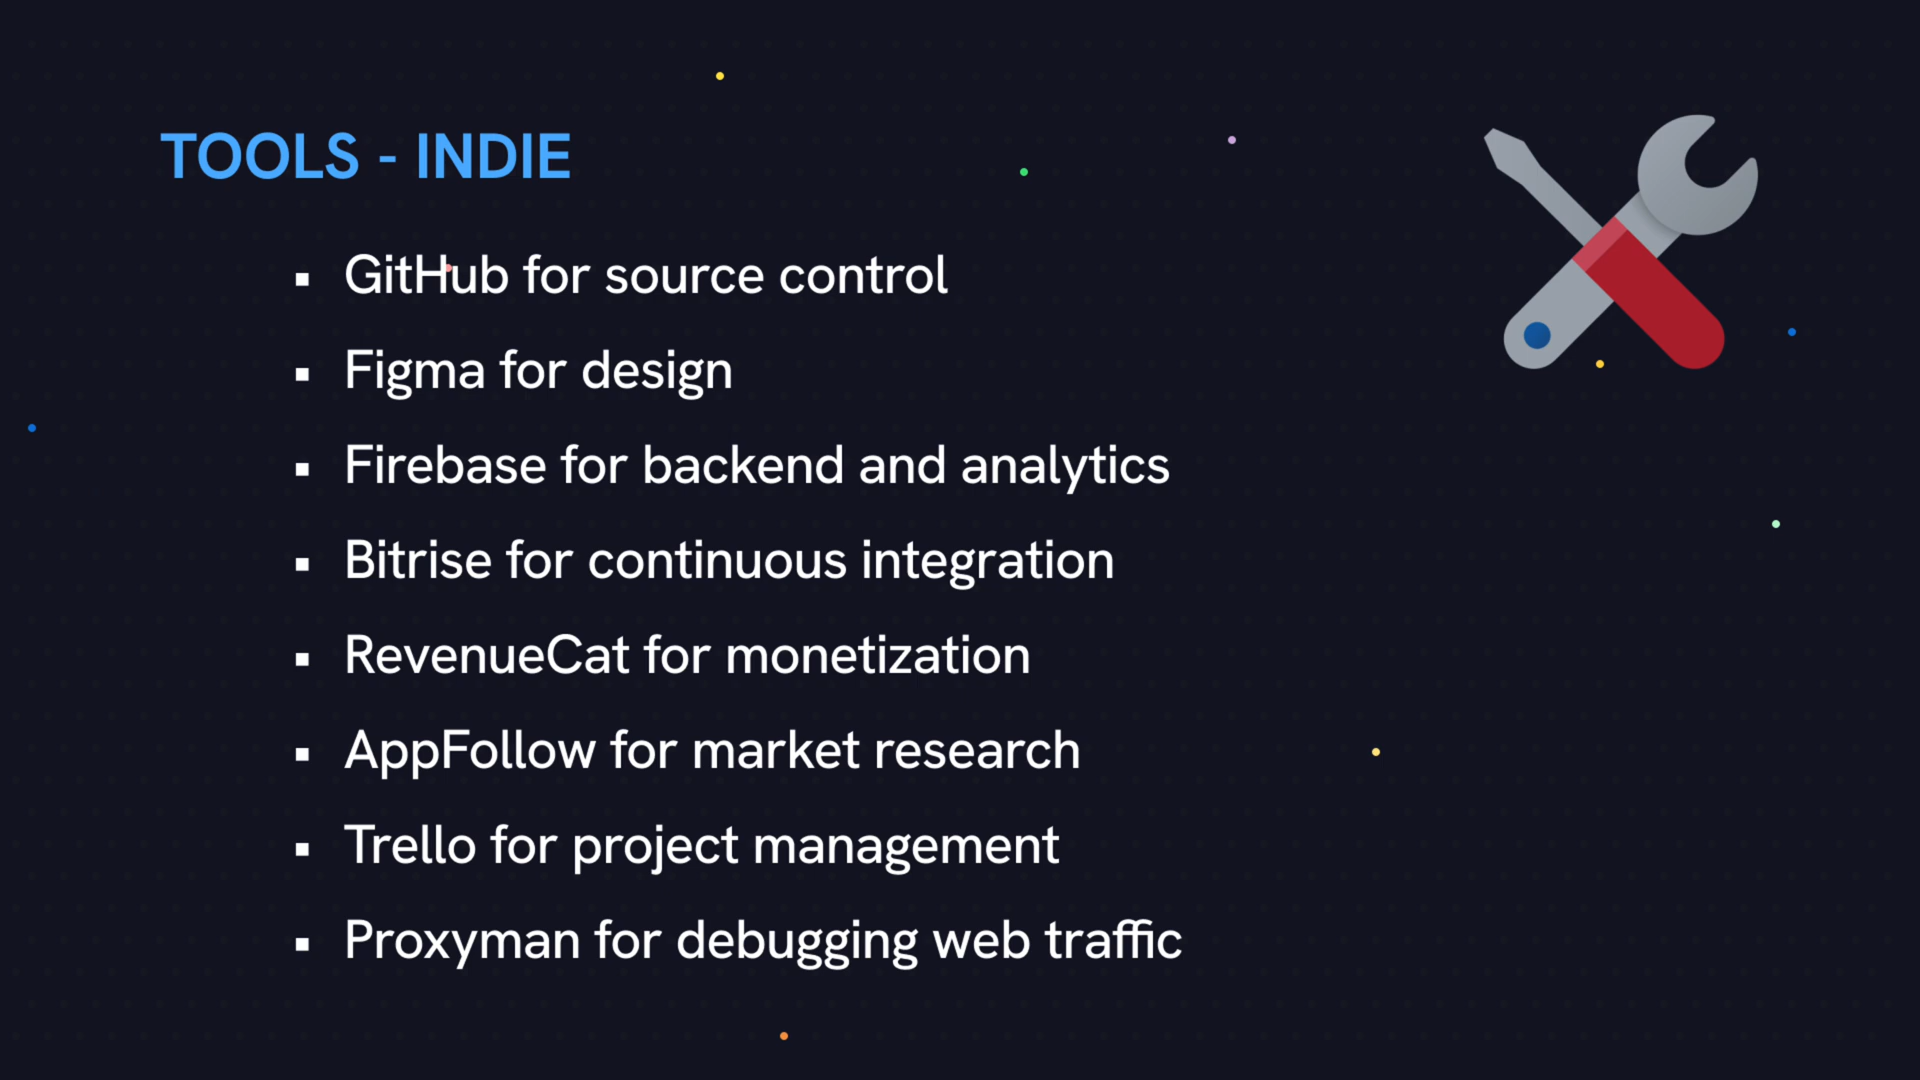 TOOLS - INDIE
▪ GitHub for source control
▪ Figma for design
▪ Firebase for backend and analytics
▪ Bitrise for continuous integration
▪ RevenueCat for monetization
▪ AppFollow for market research
▪ Trello for project management
▪ Proxyman for debugging web traffic